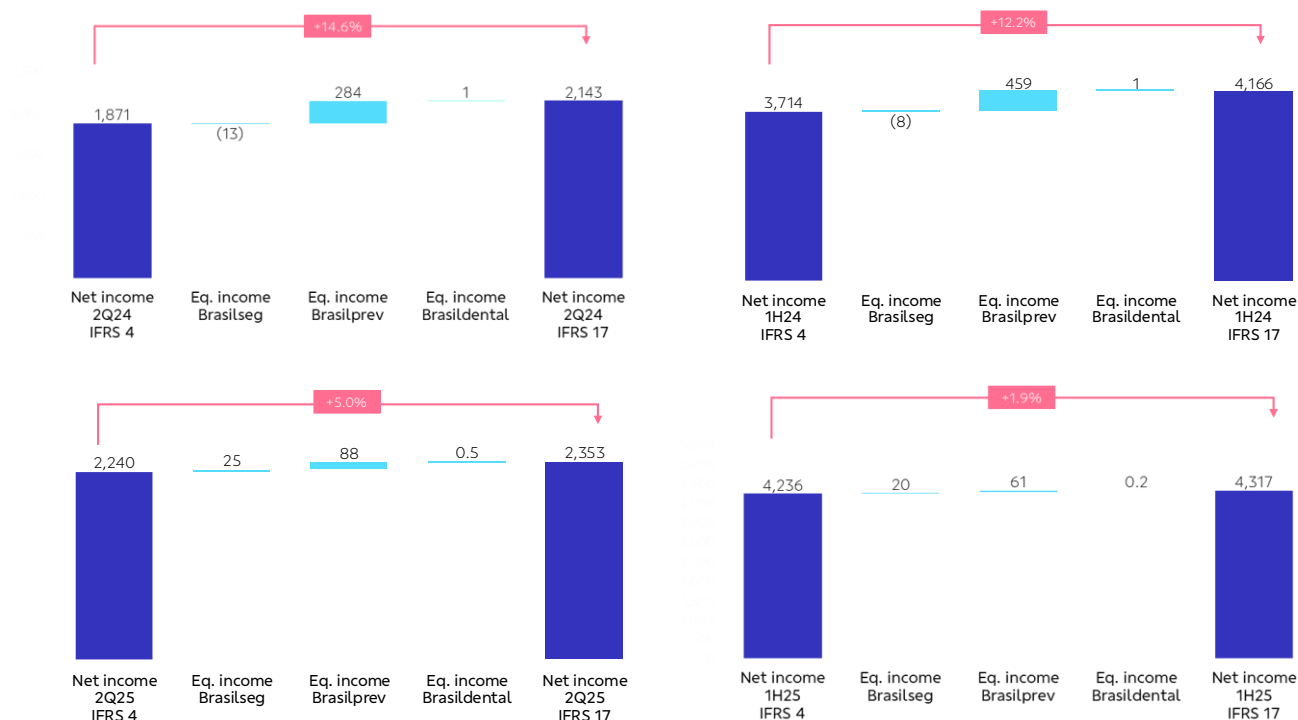 +14.6%
1,871
(13)
284
1
2,143
Net income
2Q24
IFRS 4
Eq. income
Brasilseg
Eq. income
Brasilprev
Eq. income
Brasildental
Net income
2Q24
IFRS 17
+12.2%
3,714
(8)
459
1
4,166
Net income
1H24
IFRS 4
Eq. income
Brasilseg
Eq. income
Brasilprev
Eq. income
Brasildental
Net income
1H24
IFRS 17
+5.0%
2,240
25
88
0.5
2,353
Net income
2Q25
IFRS 4
Eq. income
Brasilseg
Eq. income
Brasilprev
Eq. income
Brasildental
Net income
2Q25
IFRS 17
+1.9%
4,236
20
61
0.2
4,317
Net income
1H25
IFRS 4
Eq. income
Brasilseg
Eq. income
Brasilprev
Eq. income
Brasildental
Net income
1H25
IFRS 17